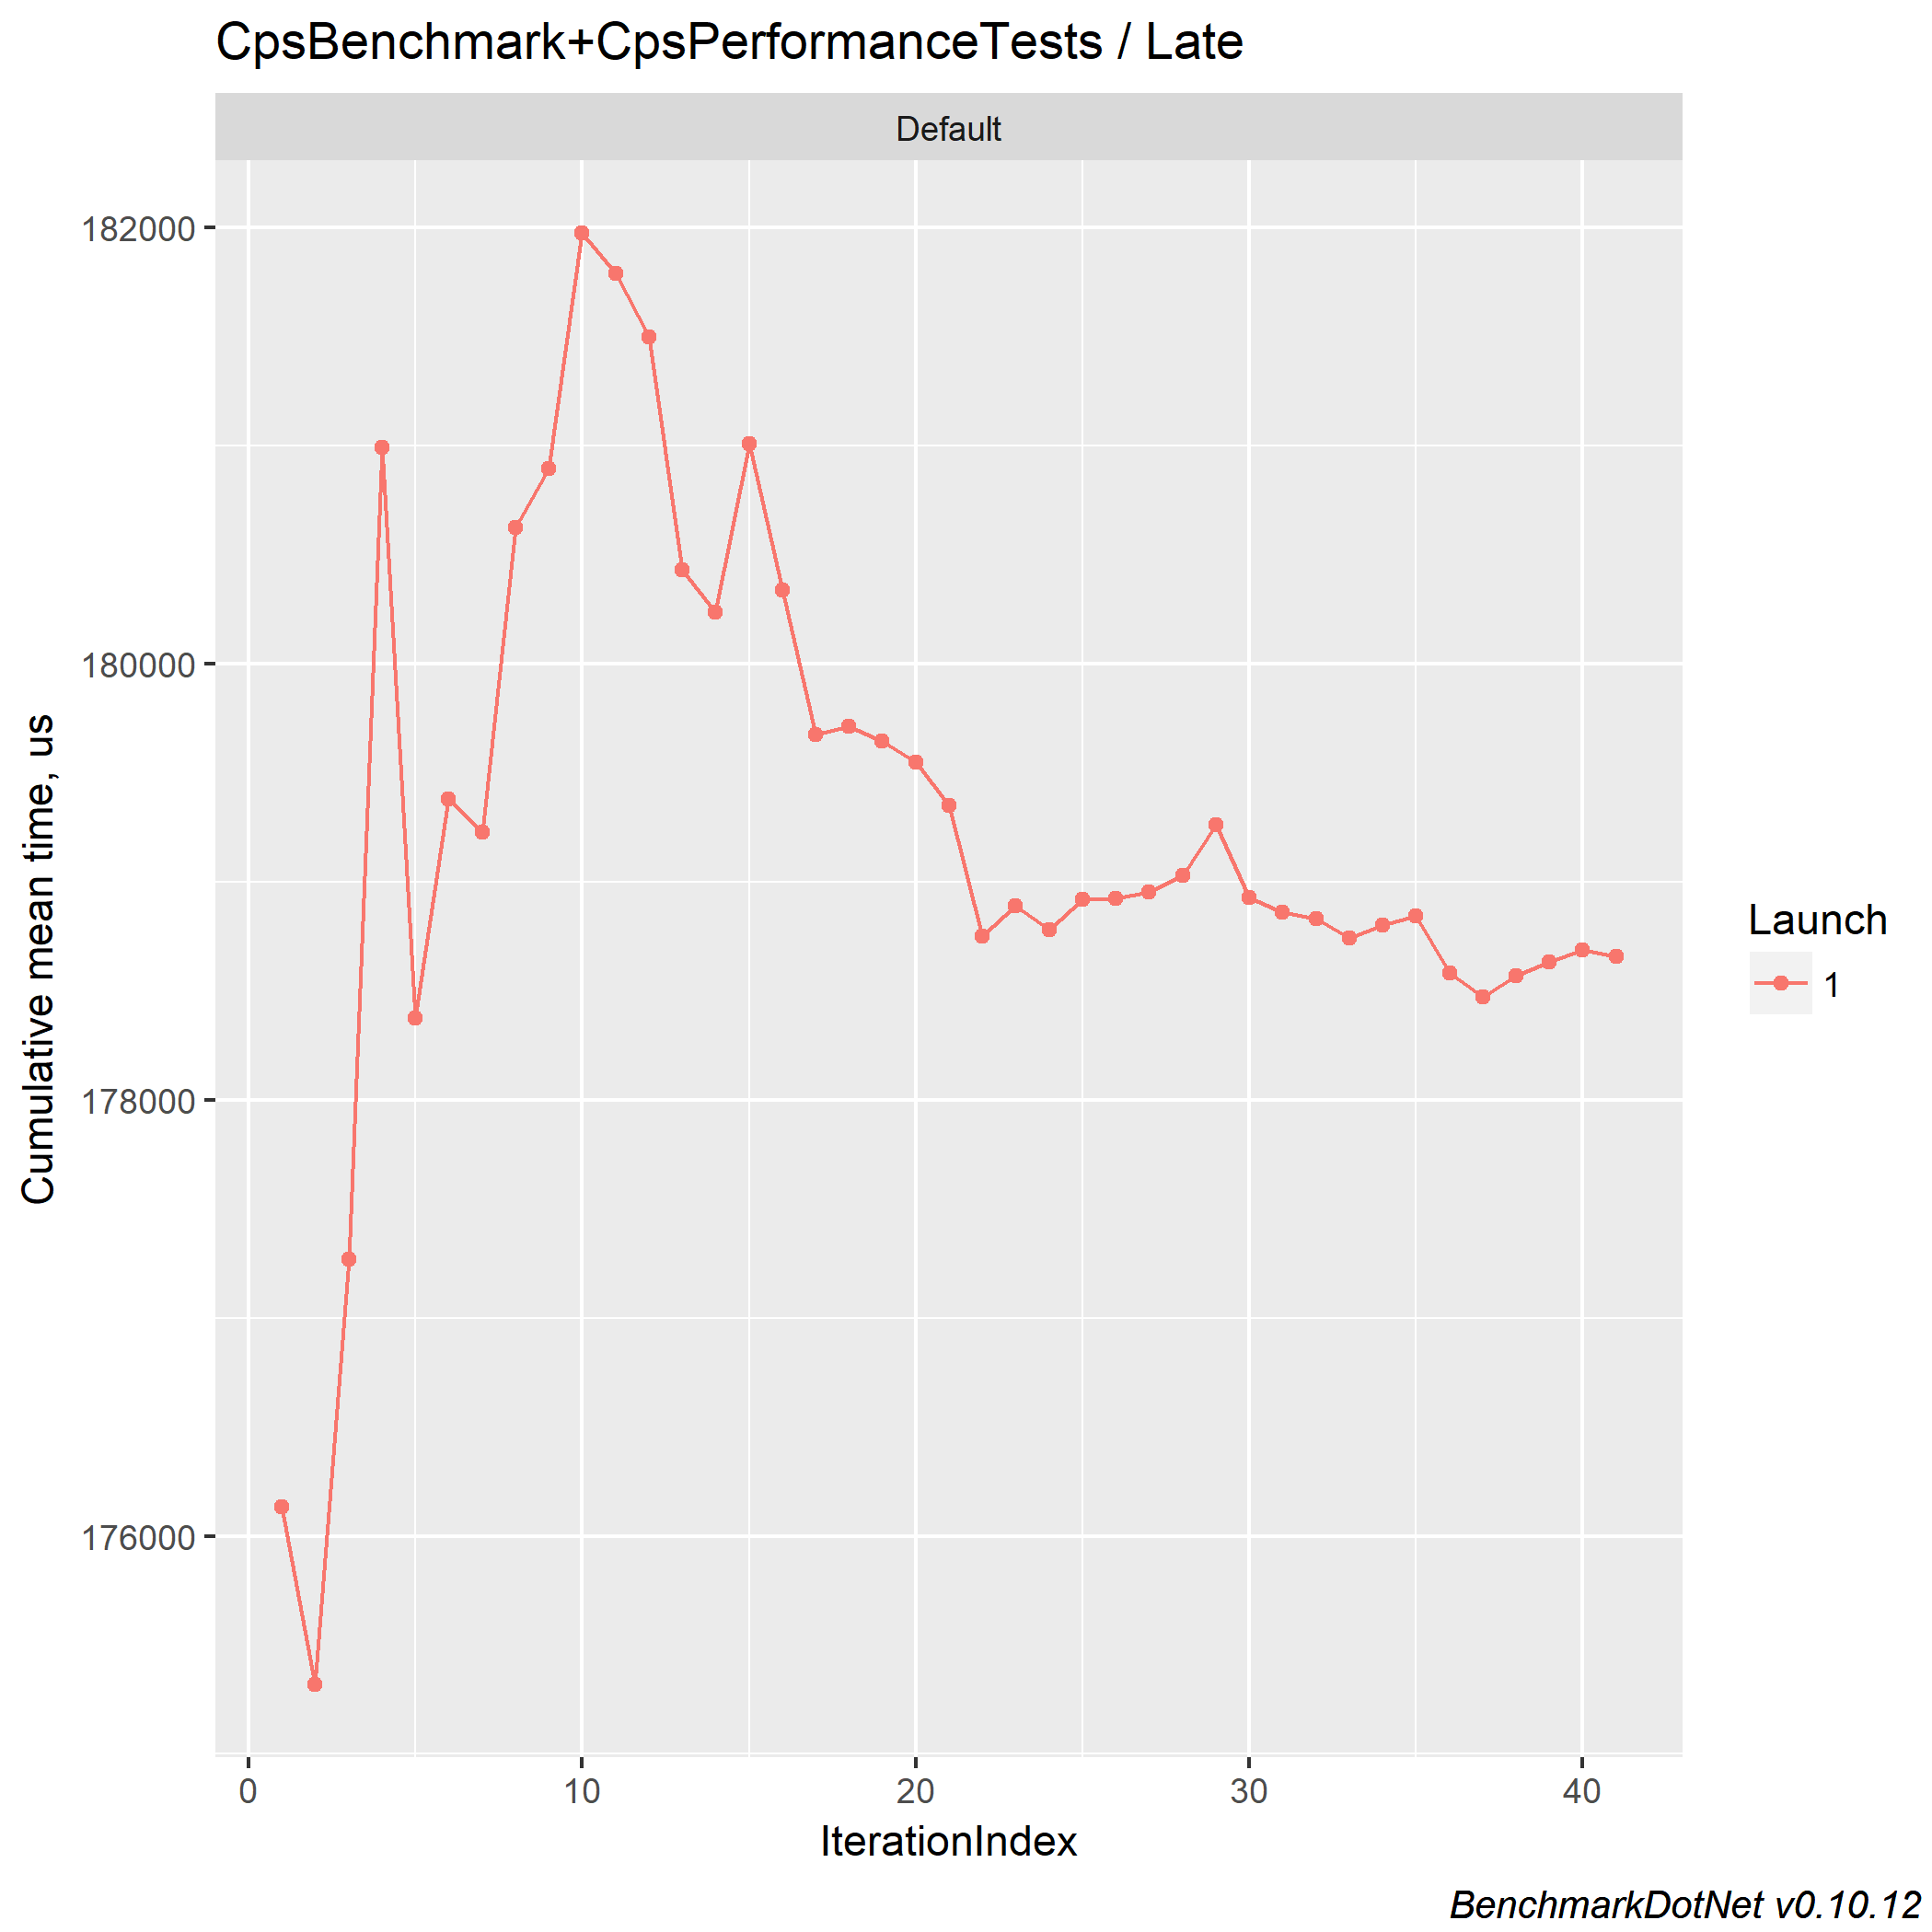 CpsBenchmark+CpsPerformanceTests / Late
Default
182000
180000
178000
176000
Cumulative mean time, us
0 10 20 30 40
IterationIndex
Launch
1
BenchmarkDotNet v0.10.12